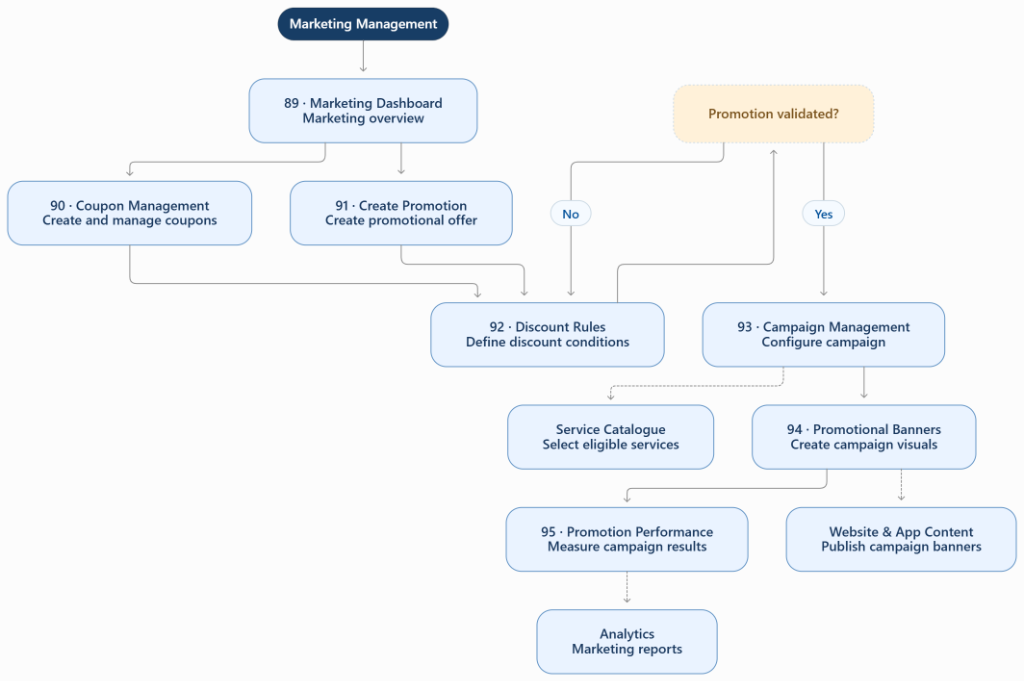 Marketing Management
89 · Marketing Dashboard
Marketing overview
Promotion validated?
90 · Coupon Management
Create and manage coupons
91 · Create Promotion
Create promotional offer
No
Yes
92 · Discount Rules
Define discount conditions
93 · Campaign Management
Configure campaign
Service Catalogue
Select eligible services
94 · Promotional Banners
Create campaign visuals
95 · Promotion Performance
Measure campaign results
Website & App Content
Publish campaign banners
Analytics
Marketing reports